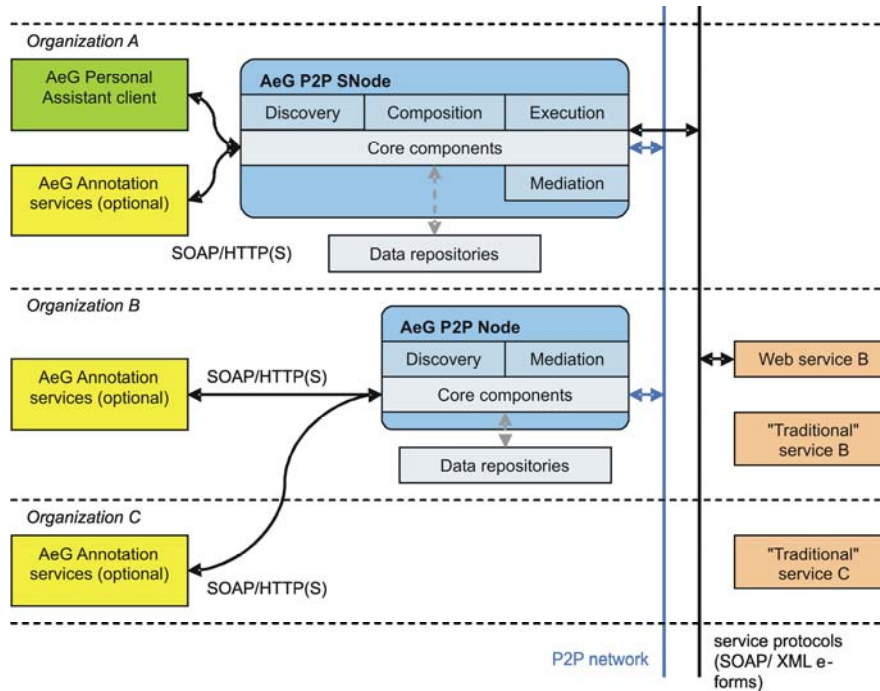 Organization A
AeG Personal
Assistant client
AeG P2P SNode
Discovery
Composition
Execution
Core components
Mediation
AeG Annotation
services (optional)
SOAP/HTTP(S)
Data repositories
Organization B
AeG P2P Node
Discovery
Mediation
Core components
AeG Annotation
services (optional)
SOAP/HTTP(S)
Web service B
"Traditional"
service B
Data repositories
Organization C
AeG Annotation
services (optional)
SOAP/HTTP(S)
"Traditional"
service C
P2P network
service protocols
(SOAP/ XML e-
forms)